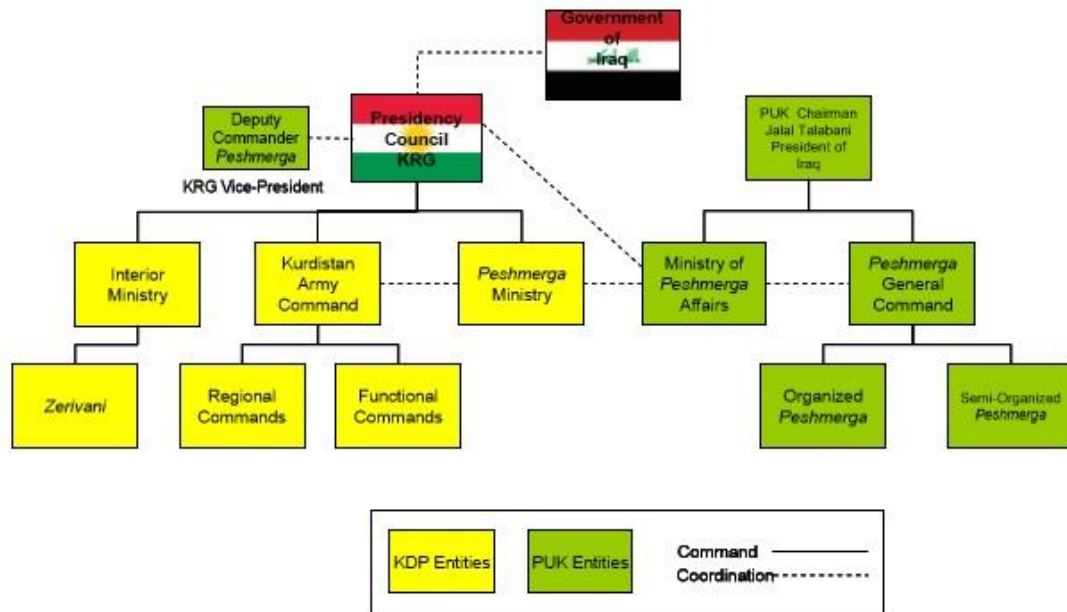 Government
of
Iraq
Deputy
Commander
Peshmerga
KRG Vice-President
Presidency
Council
KRG
PUK Chairman
Jalal Talabani
President of
Iraq
Interior
Ministry
Kurdistan
Army
Command
Peshmerga
Ministry
Ministry of
Peshmerga
Affairs
Peshmerga
General
Command
Zerivani
Regional
Commands
Functional
Commands
Organized
Peshmerga
Semi-Organized
Peshmerga
KDP Entities
PUK Entities
Command
Coordination